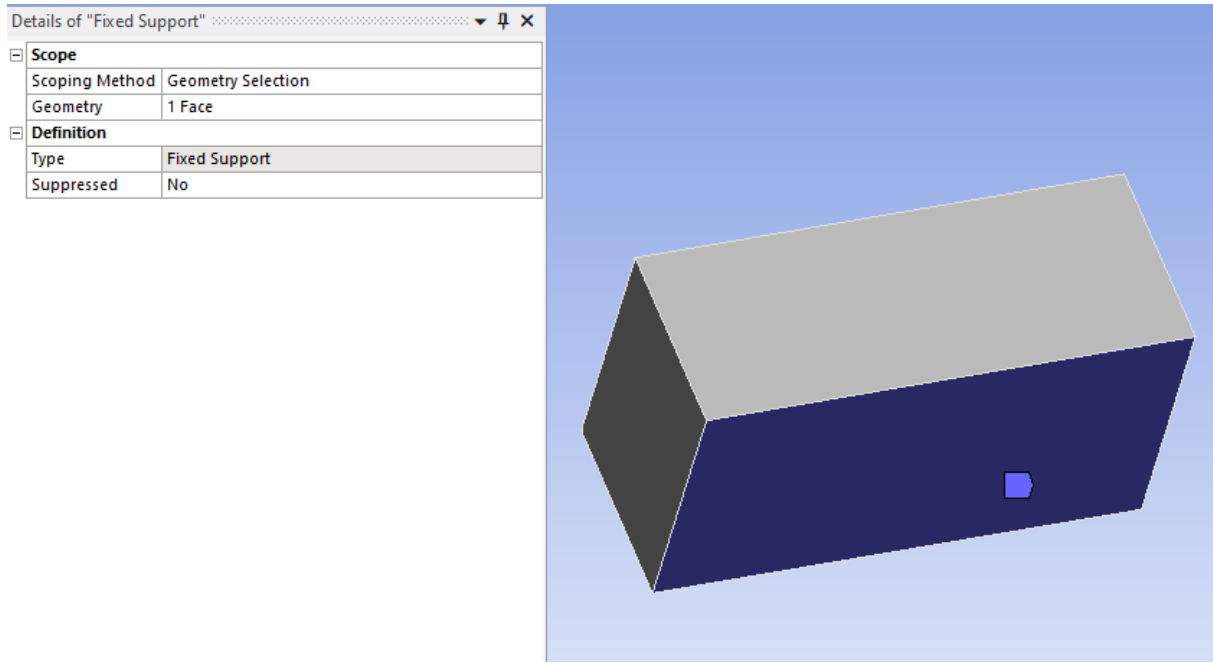 Details of "Fixed Support"
Scope
Scoping Method Geometry Selection
Geometry 1 Face
Definition
Type Fixed Support
Suppressed No